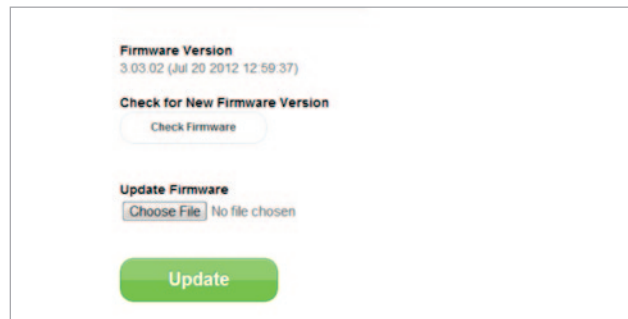 Firmware Version
3.03.02 (Jul 20 2012 12:59:37)
Check for New Firmware Version
Check Firmware
Update Firmware
Choose File No file chosen
Update